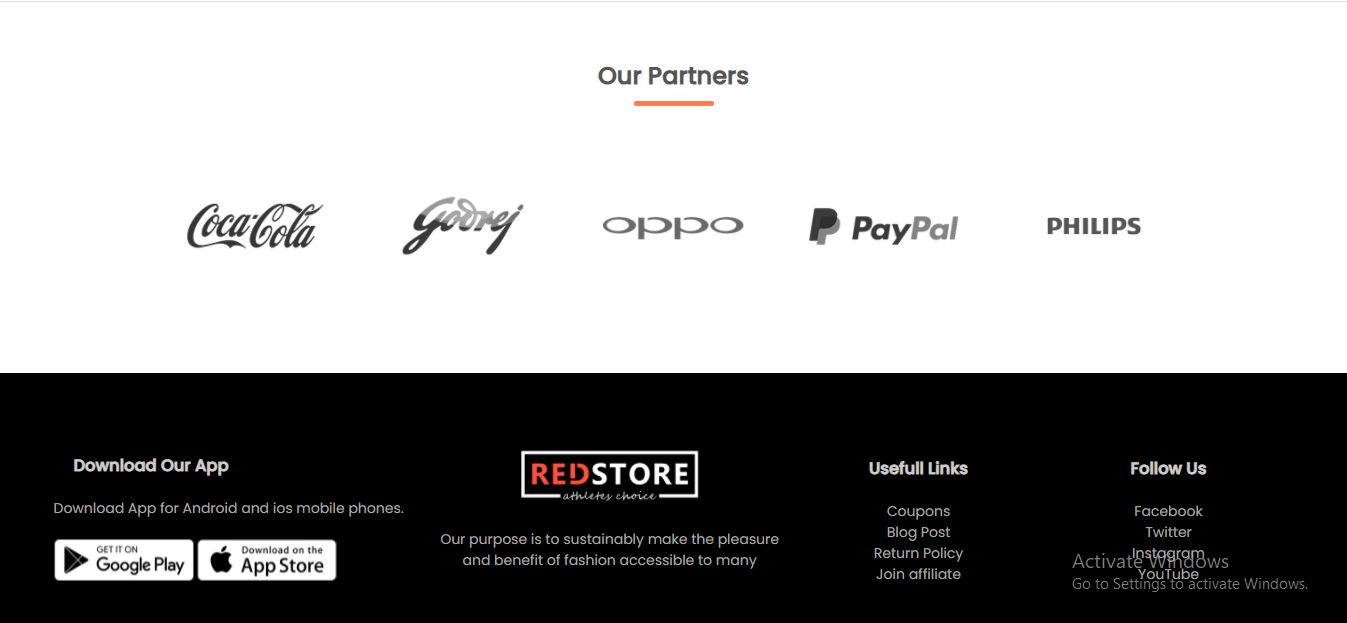 Our Partners
Coca-Cola
Godrej
oppo
PayPal
PHILIPS
Download Our App
Download App for Android and ios mobile phones.
GET IT ON
Google Play
Download on the
App Store
REDSTORE
athletes choice
Our purpose is to sustainably make the pleasure
and benefit of fashion accessible to many
Usefull Links
Coupons
Blog Post
Return Policy
Join affiliate
Follow Us
Facebook
Twitter
Instagram
YouTube
Activate Windows
Go to Settings to activate Windows.